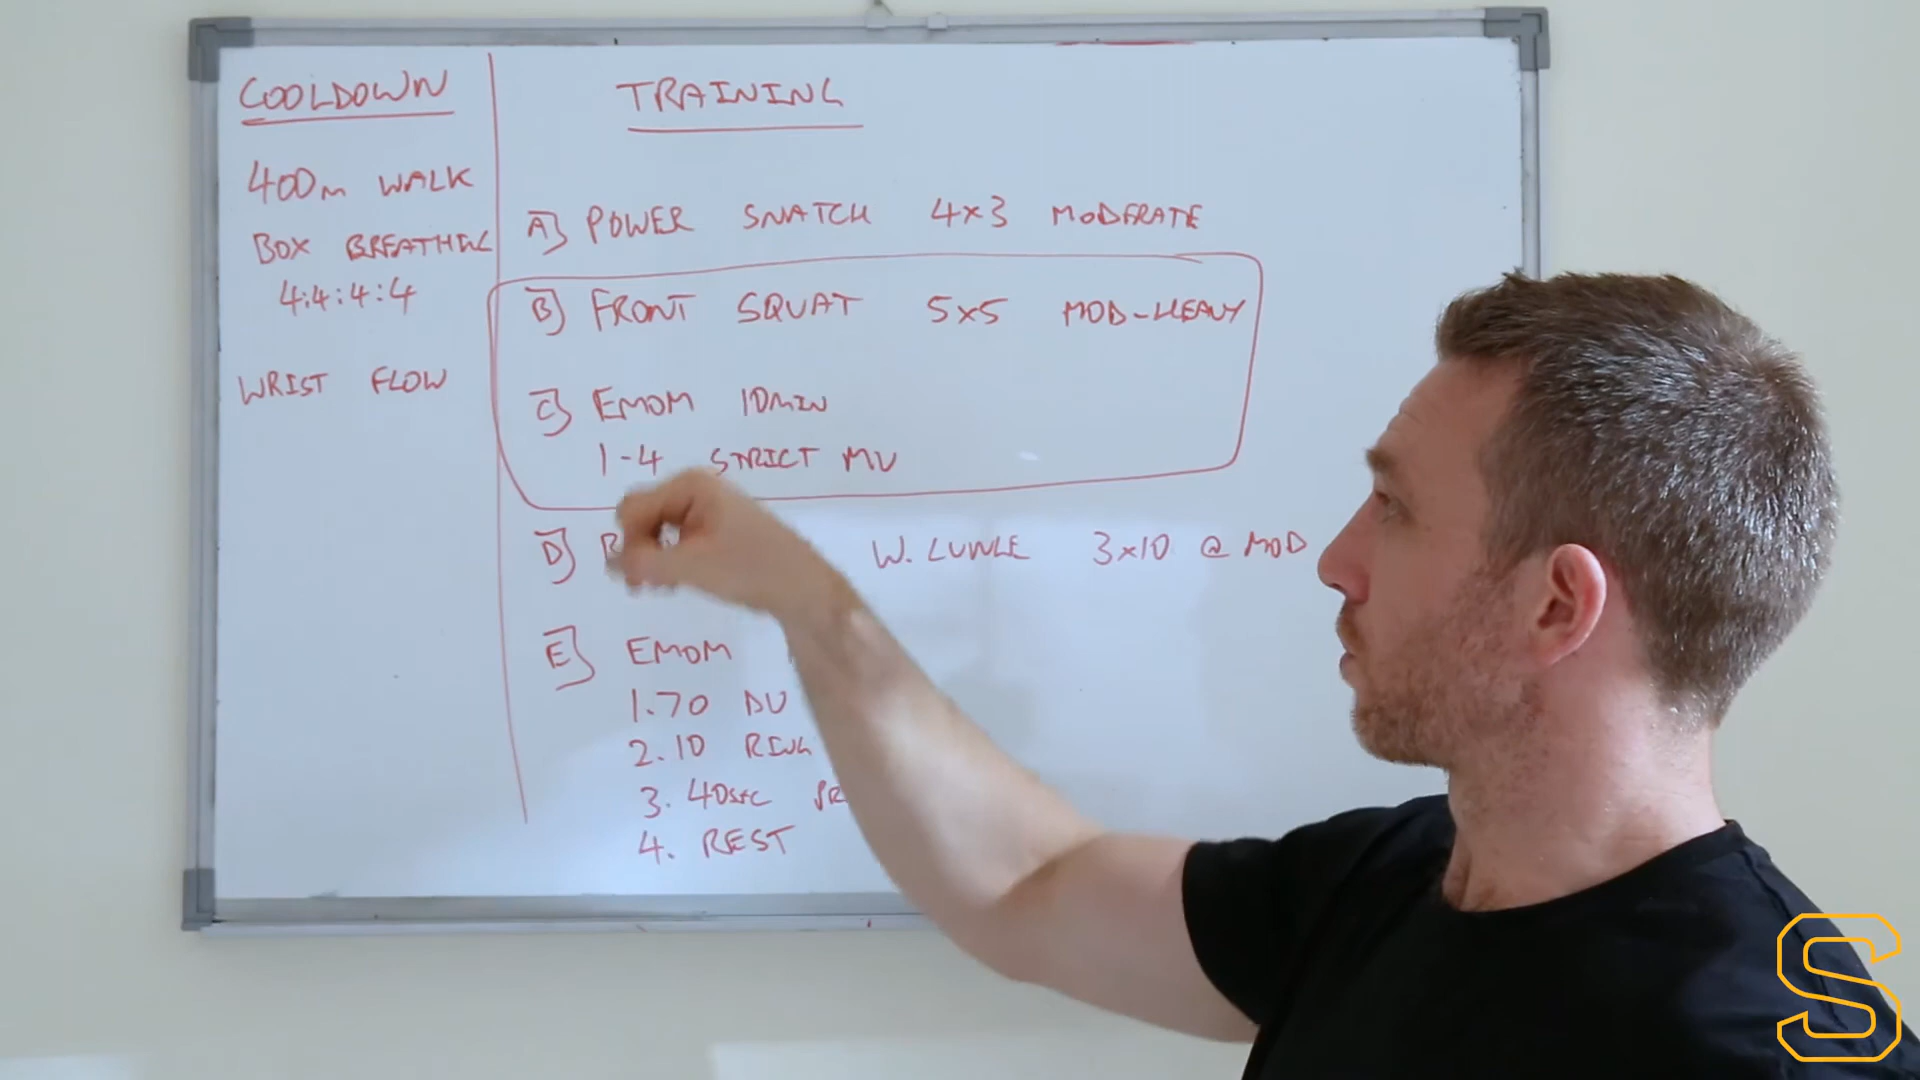 COOLDOWN
400m WALK
BOX BREATHING
4:4:4:4
WRIST FLOW
TRAINING
A) POWER SNATCH 4x3 MODERATE
B) FRONT SQUAT 5x5 MOD-HEAVY
C) EMOM 10MIN
1-4 STRICT MU
D) W. LUNGE 3x10 @ MOD
E) EMOM
1. 70 DU
2. 10 RING
3. 40sec
4. REST
S